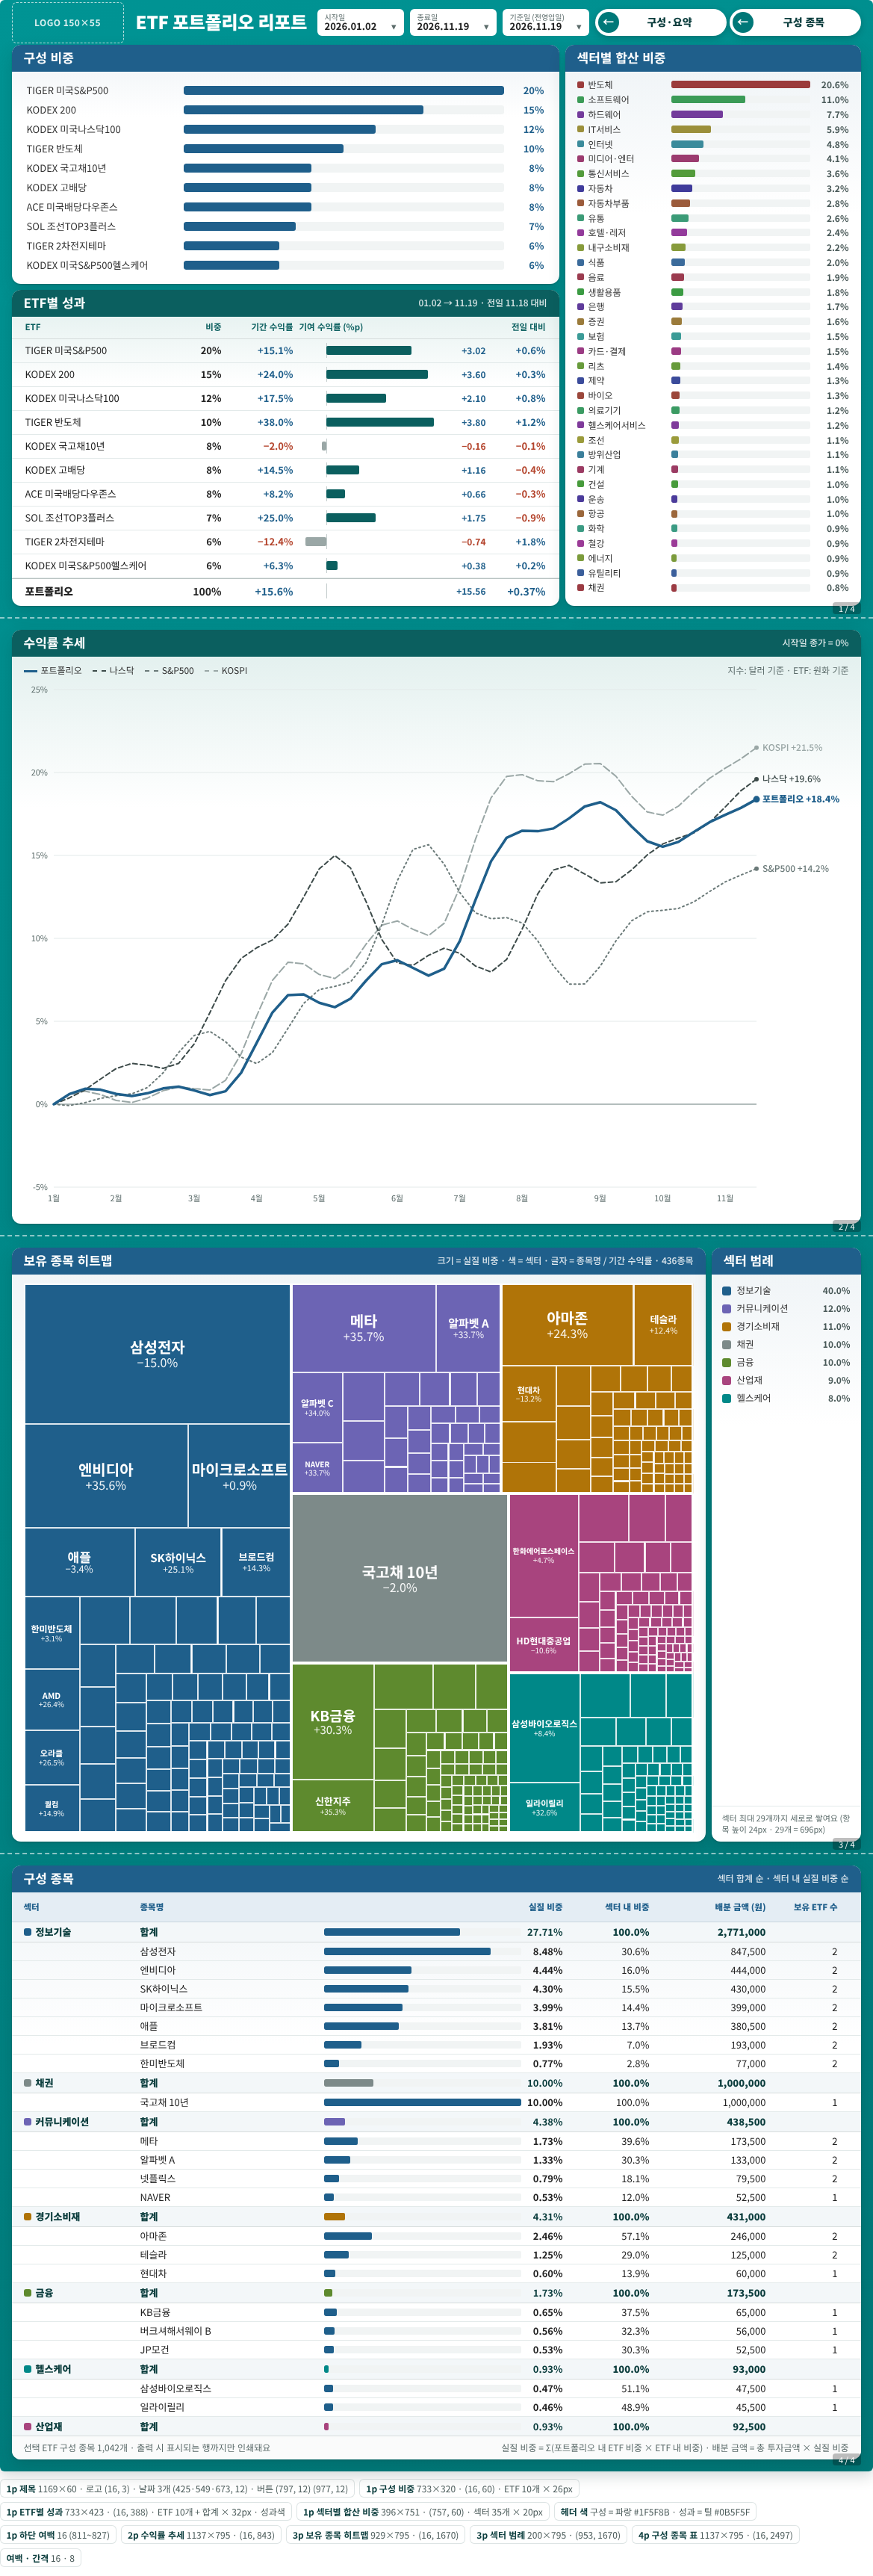 LOGO 150×55
ETF 포트폴리오 리포트
시작일
2026.01.02 ▼
종료일
2026.11.19 ▼
기준일 (전영업일)
2026.11.19 ▼
← 구성·요약
← 구성 종목
구성 비중
TIGER 미국S&P500 20%
KODEX 200 15%
KODEX 미국나스닥100 12%
TIGER 반도체 10%
KODEX 국고채10년 8%
KODEX 고배당 8%
ACE 미국배당다우존스 8%
SOL 조선TOP3플러스 7%
TIGER 2차전지테마 6%
KODEX 미국S&P500헬스케어 6%
섹터별 합산 비중
반도체 20.6%
소프트웨어 11.0%
하드웨어 7.7%
IT서비스 5.9%
인터넷 4.8%
미디어·엔터 4.1%
통신서비스 3.6%
자동차 3.2%
자동차부품 2.8%
유통 2.6%
호텔·레저 2.4%
내구소비재 2.2%
식품 2.0%
음료 1.9%
생활용품 1.8%
은행 1.7%
증권 1.6%
보험 1.5%
카드·결제 1.5%
리츠 1.4%
제약 1.3%
바이오 1.3%
의료기기 1.2%
헬스케어서비스 1.2%
조선 1.1%
방위산업 1.1%
기계 1.1%
건설 1.0%
운송 1.0%
항공 1.0%
화학 0.9%
철강 0.9%
에너지 0.9%
유틸리티 0.9%
채권 0.8%
ETF별 성과
01.02 → 11.19 · 전일 11.18 대비
ETF 비중 기간 수익률 기여 수익률 (%p) 전일 대비
TIGER 미국S&P500 20% +15.1% +3.02 +0.6%
KODEX 200 15% +24.0% +3.60 +0.3%
KODEX 미국나스닥100 12% +17.5% +2.10 +0.8%
TIGER 반도체 10% +38.0% +3.80 +1.2%
KODEX 국고채10년 8% −2.0% −0.16 −0.1%
KODEX 고배당 8% +14.5% +1.16 −0.4%
ACE 미국배당다우존스 8% +8.2% +0.66 −0.3%
SOL 조선TOP3플러스 7% +25.0% +1.75 −0.9%
TIGER 2차전지테마 6% −12.4% −0.74 +1.8%
KODEX 미국S&P500헬스케어 6% +6.3% +0.38 +0.2%
포트폴리오 100% +15.6% +15.56 +0.37%
1 / 4
수익률 추세
시작일 종가 = 0%
포트폴리오 나스닥 S&P500 KOSPI
지수: 달러 기준 · ETF: 원화 기준
25%
20%
15%
10%
5%
0%
-5%
KOSPI +21.5%
나스닥 +19.6%
포트폴리오 +18.4%
S&P500 +14.2%
1월 2월 3월 4월 5월 6월 7월 8월 9월 10월 11월
2 / 4
보유 종목 히트맵
크기 = 실질 비중 · 색 = 섹터 · 글자 = 종목명 / 기간 수익률 · 436종목
삼성전자
−15.0%
엔비디아
+35.6%
마이크로소프트
+0.9%
애플
−3.4%
SK하이닉스
+25.1%
브로드컴
+14.3%
한미반도체
+3.1%
AMD
+26.4%
오라클
+26.5%
퀄컴
+14.9%
메타
+35.7%
알파벳 A
+33.7%
알파벳 C
+34.0%
NAVER
+33.7%
아마존
+24.3%
테슬라
+12.4%
현대차
−13.2%
국고채 10년
−2.0%
한화에어로스페이스
+4.7%
HD현대중공업
−10.6%
KB금융
+30.3%
신한지주
+35.3%
삼성바이오로직스
+8.4%
일라이릴리
+32.6%
섹터 범례
정보기술 40.0%
커뮤니케이션 12.0%
경기소비재 11.0%
채권 10.0%
금융 10.0%
산업재 9.0%
헬스케어 8.0%
섹터 최대 29개까지 세로로 쌓여요 (항
목 높이 24px · 29개 = 696px)
3 / 4
구성 종목
섹터 합계 순 · 섹터 내 실질 비중 순
섹터 종목명 실질 비중 섹터 내 비중 배분 금액 (원) 보유 ETF 수
정보기술 합계 27.71% 100.0% 2,771,000
삼성전자 8.48% 30.6% 847,500 2
엔비디아 4.44% 16.0% 444,000 2
SK하이닉스 4.30% 15.5% 430,000 2
마이크로소프트 3.99% 14.4% 399,000 2
애플 3.81% 13.7% 380,500 2
브로드컴 1.93% 7.0% 193,000 2
한미반도체 0.77% 2.8% 77,000 2
채권 합계 10.00% 100.0% 1,000,000
국고채 10년 10.00% 100.0% 1,000,000 1
커뮤니케이션 합계 4.38% 100.0% 438,500
메타 1.73% 39.6% 173,500 2
알파벳 A 1.33% 30.3% 133,000 2
넷플릭스 0.79% 18.1% 79,500 2
NAVER 0.53% 12.0% 52,500 1
경기소비재 합계 4.31% 100.0% 431,000
아마존 2.46% 57.1% 246,000 2
테슬라 1.25% 29.0% 125,000 2
현대차 0.60% 13.9% 60,000 1
금융 합계 1.73% 100.0% 173,500
KB금융 0.65% 37.5% 65,000 1
버크셔해서웨이 B 0.56% 32.3% 56,000 1
JP모건 0.53% 30.3% 52,500 1
헬스케어 합계 0.93% 100.0% 93,000
삼성바이오로직스 0.47% 51.1% 47,500 1
일라이릴리 0.46% 48.9% 45,500 1
산업재 합계 0.93% 100.0% 92,500
선택 ETF 구성 종목 1,042개 · 출력 시 표시되는 행까지만 인쇄돼요
실질 비중 = Σ(포트폴리오 내 ETF 비중 × ETF 내 비중) · 배분 금액 = 총 투자금액 × 실질 비중
4 / 4
1p 제목 1169×60 · 로고 (16, 3) · 날짜 3개 (425·549·673, 12) · 버튼 (797, 12) (977, 12)
1p 구성 비중 733×320 · (16, 60) · ETF 10개 × 26px
1p ETF별 성과 733×423 · (16, 388) · ETF 10개 + 합계 × 32px · 성과색
1p 섹터별 합산 비중 396×751 · (757, 60) · 섹터 35개 × 20px
헤더 색 구성 = 파랑 #1F5F8B · 성과 = 틸 #0B5F5F
1p 하단 여백 16 (811–827)
2p 수익률 추세 1137×795 · (16, 843)
3p 보유 종목 히트맵 929×795 · (16, 1670)
3p 섹터 범례 200×795 · (953, 1670)
4p 구성 종목 표 1137×795 · (16, 2497)
여백 · 간격 16 · 8